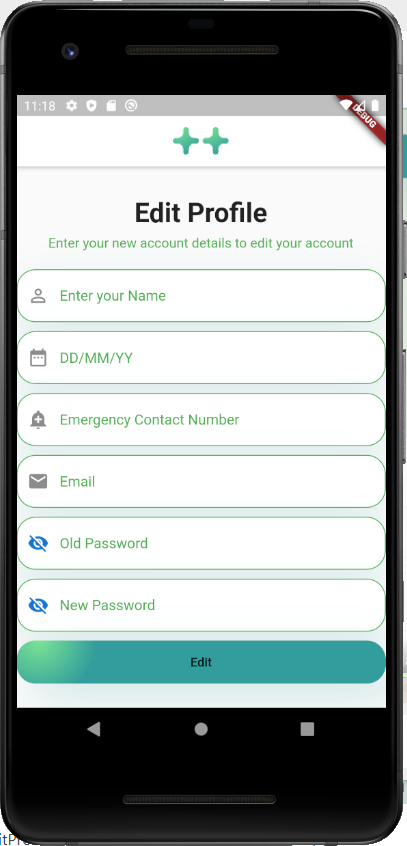 11:18
DEBUG
Edit Profile
Enter your new account details to edit your account
Enter your Name
DD/MM/YY
Emergency Contact Number
Email
Old Password
New Password
Edit